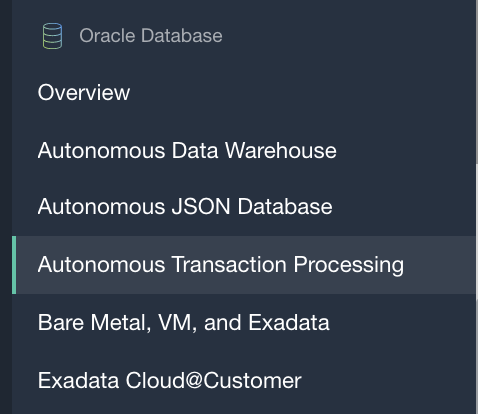 Oracle Database
Overview
Autonomous Data Warehouse
Autonomous JSON Database
Autonomous Transaction Processing
Bare Metal, VM, and Exadata
Exadata Cloud@Customer